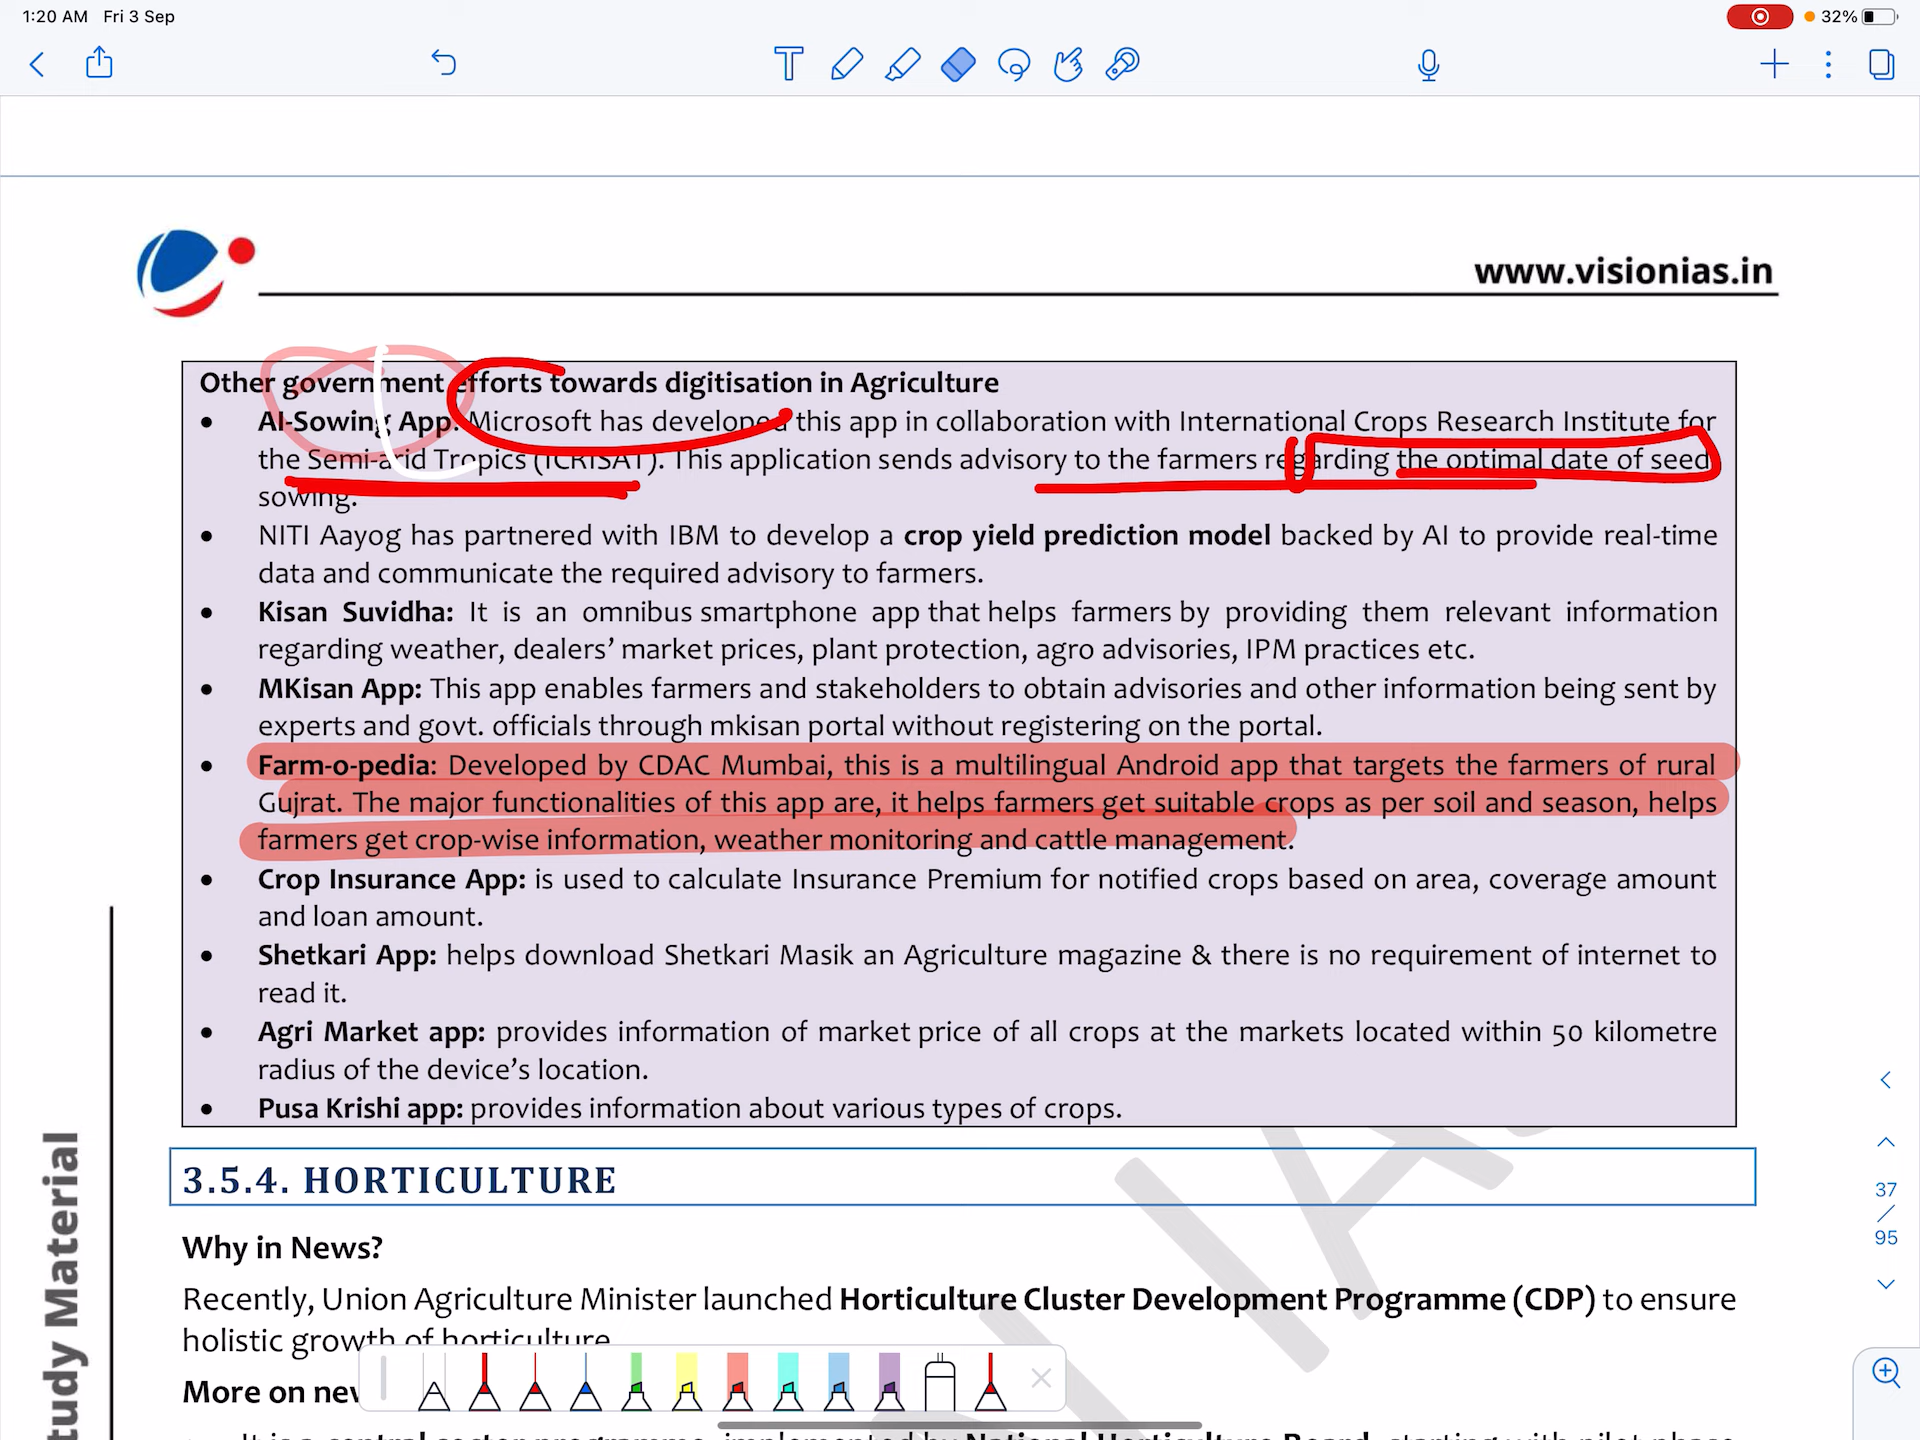 1:20 AM Fri 3 Sep
32%
www.visionias.in
Other government efforts towards digitisation in Agriculture
• AI-Sowing App: Microsoft has developed this app in collaboration with International Crops Research Institute for
the Semi-arid Tropics (ICRISAT). This application sends advisory to the farmers regarding the optimal date of seed
sowing.
• NITI Aayog has partnered with IBM to develop a crop yield prediction model backed by AI to provide real-time
data and communicate the required advisory to farmers.
• Kisan Suvidha: It is an omnibus smartphone app that helps farmers by providing them relevant information
regarding weather, dealers’ market prices, plant protection, agro advisories, IPM practices etc.
• MKisan App: This app enables farmers and stakeholders to obtain advisories and other information being sent by
experts and govt. officials through mkisan portal without registering on the portal.
• Farm-o-pedia: Developed by CDAC Mumbai, this is a multilingual Android app that targets the farmers of rural
Gujrat. The major functionalities of this app are, it helps farmers get suitable crops as per soil and season, helps
farmers get crop-wise information, weather monitoring and cattle management.
• Crop Insurance App: is used to calculate Insurance Premium for notified crops based on area, coverage amount
and loan amount.
• Shetkari App: helps download Shetkari Masik an Agriculture magazine & there is no requirement of internet to
read it.
• Agri Market app: provides information of market price of all crops at the markets located within 50 kilometre
radius of the device’s location.
• Pusa Krishi app: provides information about various types of crops.
3.5.4. HORTICULTURE
Why in News?
Recently, Union Agriculture Minister launched Horticulture Cluster Development Programme (CDP) to ensure
holistic growth of horticulture
More on
It is a central sector programme, implemented by National Horticulture Board, starting with pilot phase
Material
37
/
95